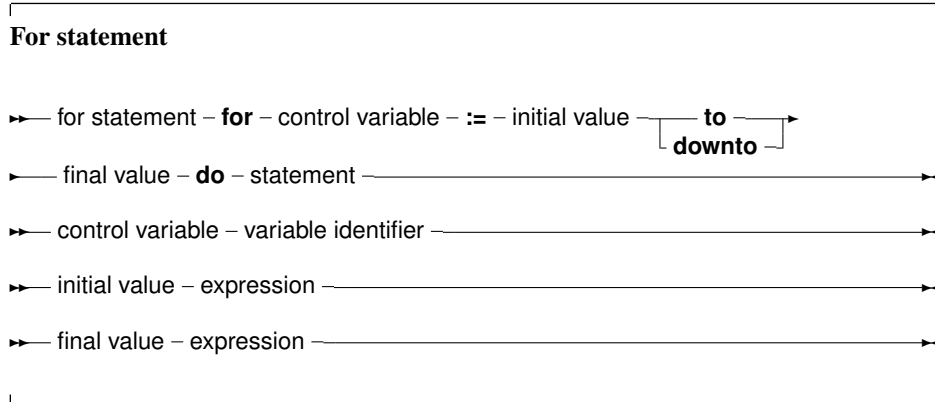 For statement
for statement – for – control variable – := – initial value – to –
downto –
final value – do – statement –
control variable – variable identifier –
initial value – expression –
final value – expression –